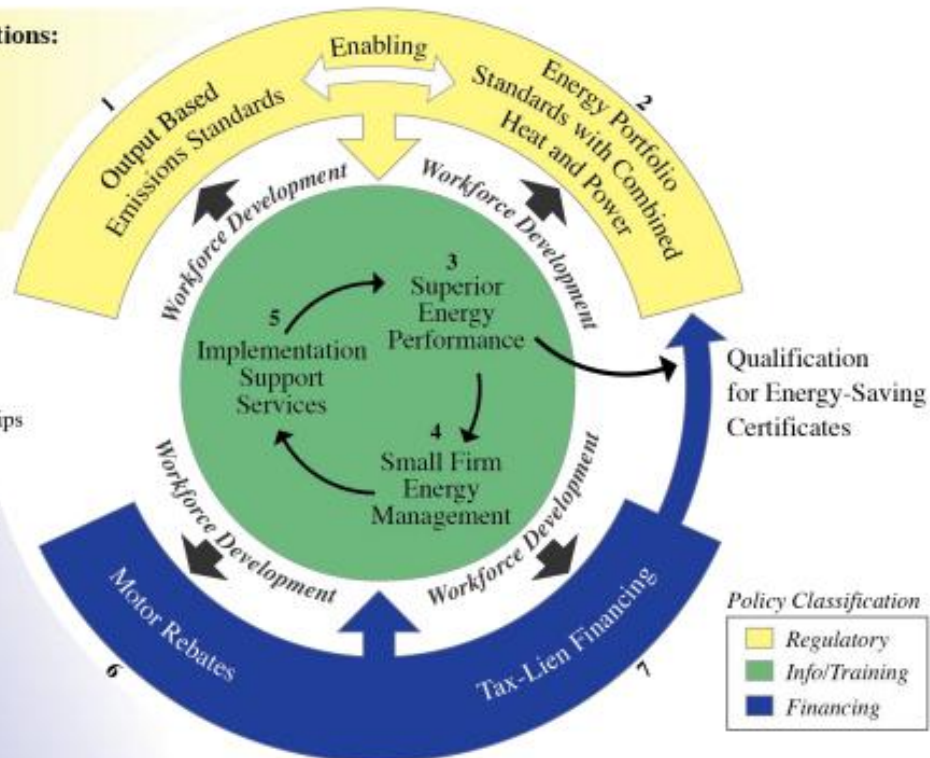 tions:
Enabling
1
Output Based
Emissions Standards
2
Energy Portfolio
Standards with Combined
Heat and Power
Workforce Development
Workforce Development
3
Superior
Energy
Performance
5
Implementation
Support
Services
4
Small Firm
Energy
Management
Qualification
for Energy-Saving
Certificates
ips
Workforce Development
Workforce Development
6
Motor Rebates
7
Tax-Lien Financing
Policy Classification
Regulatory
Info/Training
Financing